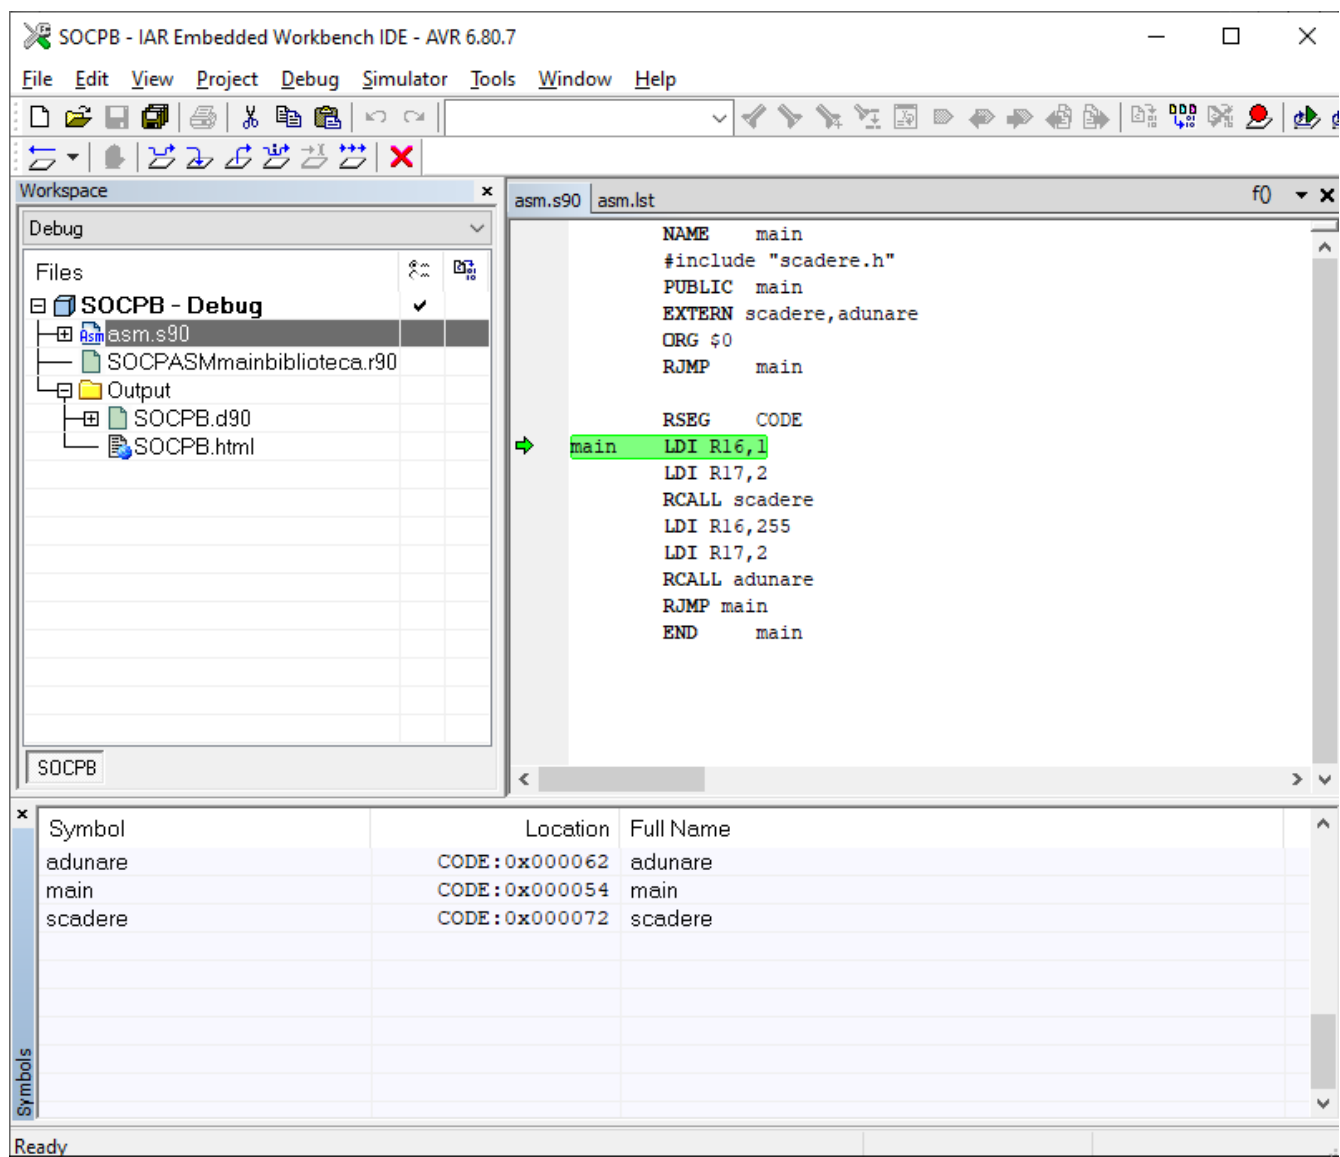 SOCPB - IAR Embedded Workbench IDE - AVR 6.80.7
File Edit View Project Debug Simulator Tools Window Help
Workspace
Debug
Files
SOCPB - Debug
asm.s90
SOCPASMmainbiblioteca.r90
Output
SOCPB.d90
SOCPB.html
SOCPB
asm.s90 asm.lst f()
NAME main
#include "scadere.h"
PUBLIC main
EXTERN scadere,adunare
ORG $0
RJMP main
RSEG CODE
main LDI R16,1
LDI R17,2
RCALL scadere
LDI R16,255
LDI R17,2
RCALL adunare
RJMP main
END main
Symbol Location Full Name
adunare CODE:0x000062 adunare
main CODE:0x000054 main
scadere CODE:0x000072 scadere
Symbols
Ready